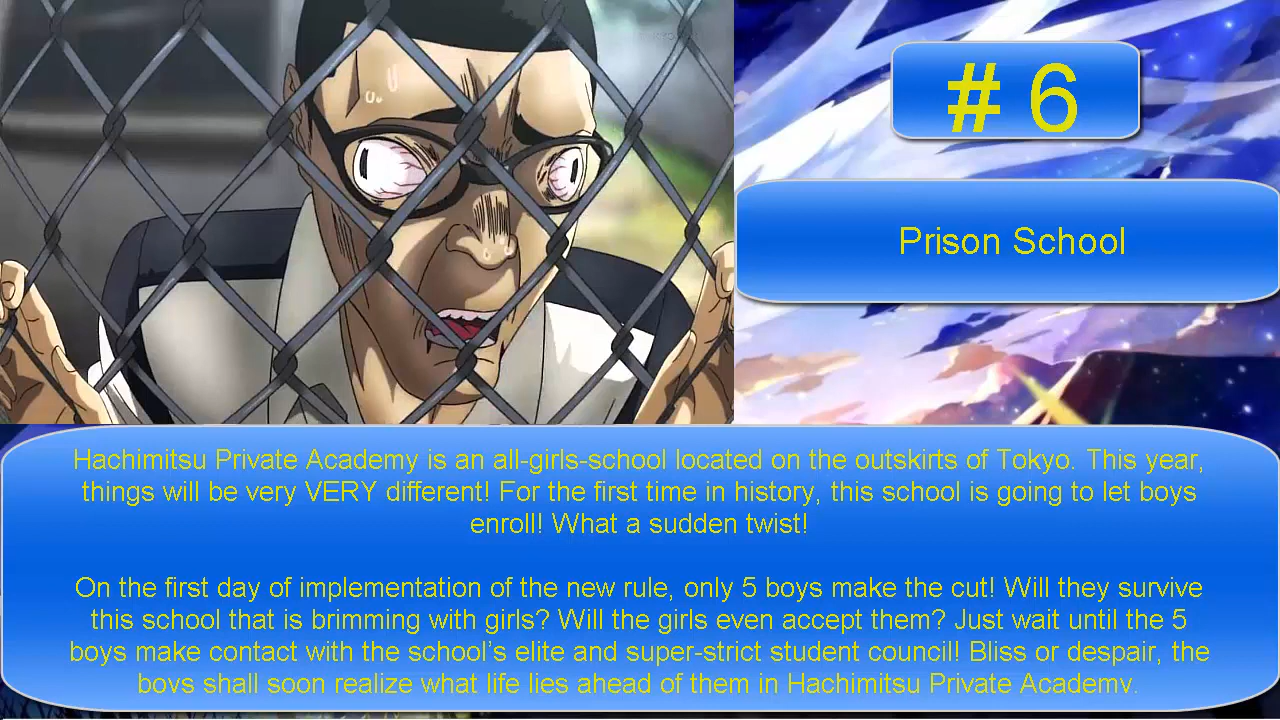 # 6
Prison School
Hachimitsu Private Academy is an all-girls-school located on the outskirts of Tokyo. This year,
things will be very VERY different! For the first time in history, this school is going to let boys
enroll! What a sudden twist!
On the first day of implementation of the new rule, only 5 boys make the cut! Will they survive
this school that is brimming with girls? Will the girls even accept them? Just wait until the 5
boys make contact with the school’s elite and super-strict student council! Bliss or despair, the
boys shall soon realize what life lies ahead of them in Hachimitsu Private Academy.